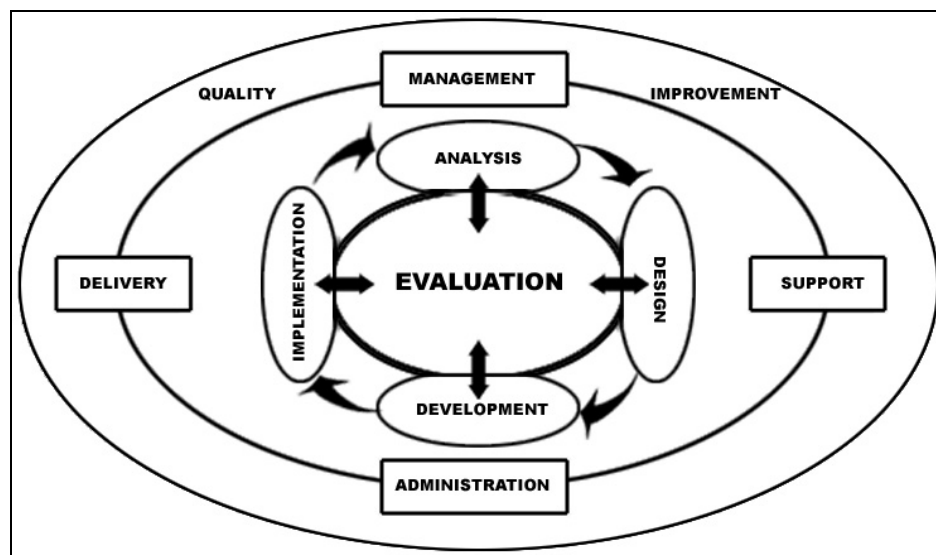 MANAGEMENT
QUALITY
IMPROVEMENT
ANALYSIS
IMPLEMENTATION
DESIGN
DELIVERY
EVALUATION
SUPPORT
DEVELOPMENT
ADMINISTRATION